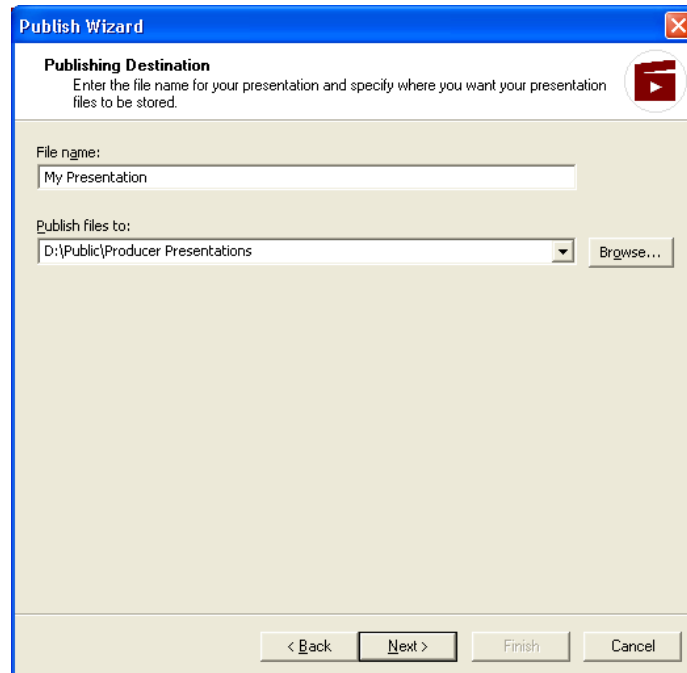 Publish Wizard
Publishing Destination
Enter the file name for your presentation and specify where you want your presentation
files to be stored.
File name:
My Presentation
Publish files to:
D:\Public\Producer Presentations
Browse...
< Back
Next >
Finish
Cancel